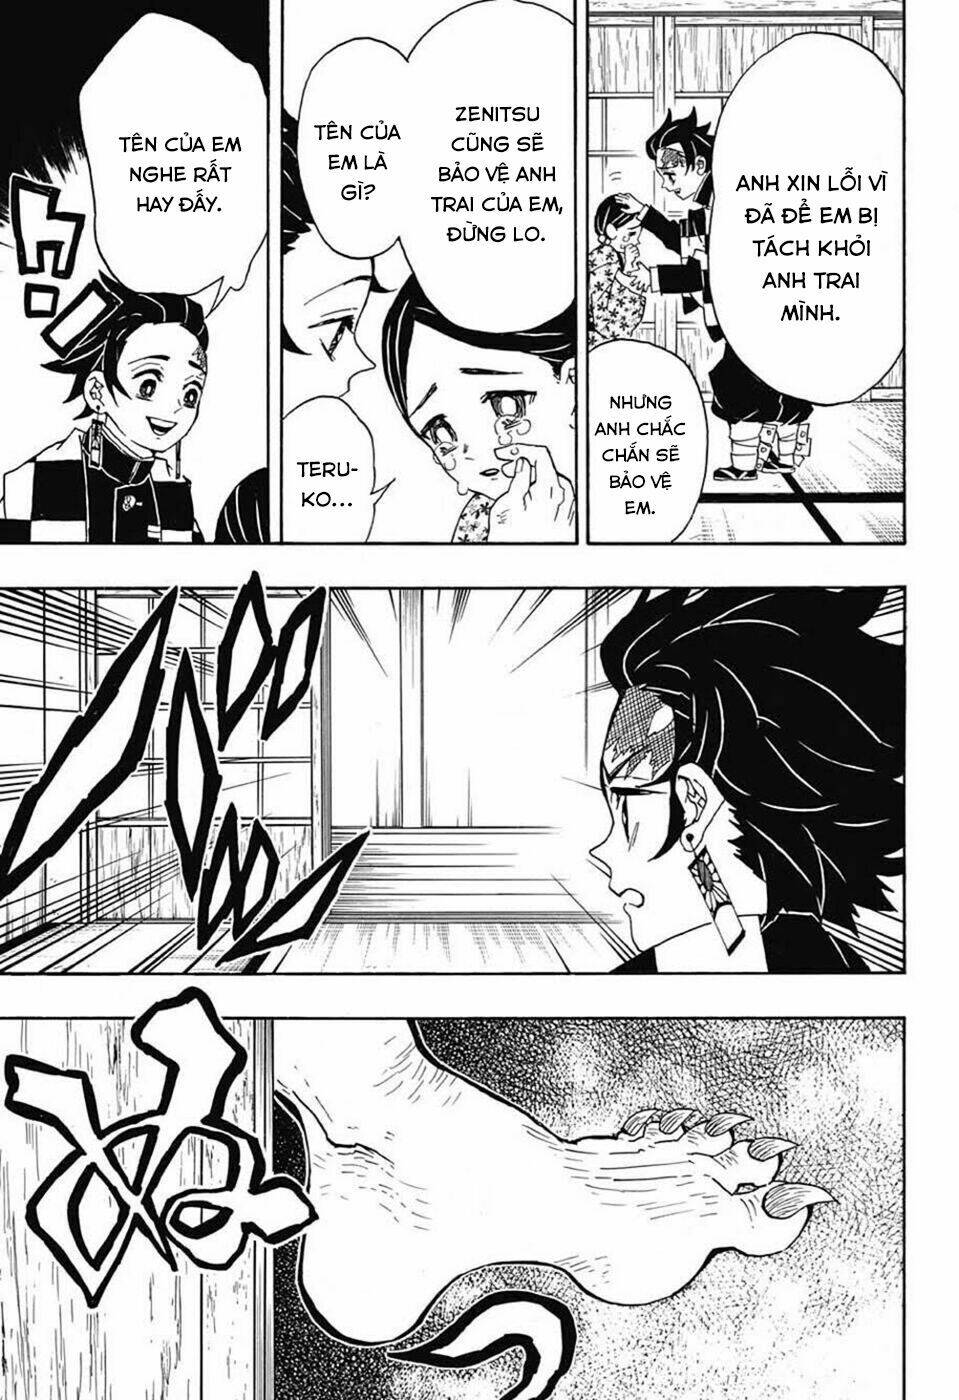 ANH XIN LỖI VÌ
ĐÃ ĐỂ EM BỊ
TÁCH KHỎI
ANH TRAI
MÌNH.
NHƯNG
ANH CHẮC
CHẮN SẼ
BẢO VỆ
EM.
ZENITSU
CŨNG SẼ
BẢO VỆ ANH
TRAI CỦA EM,
ĐỪNG LO.
TÊN CỦA
EM LÀ
GÌ?
TERU-
KO...
TÊN CỦA EM
NGHE RẤT
HAY ĐẤY.